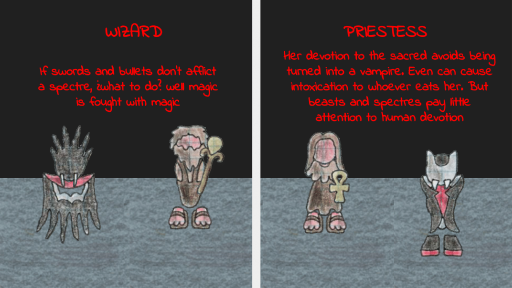 WIZARD
If swords and bullets don't afflict
a spectre, what to do? well magic
is fought with magic
PRIESTESS
Her devotion to the sacred avoids being
turned into a vampire. Even can cause
intoxication to whoever eats her. But
beasts and spectres pay little
attention to human devotion